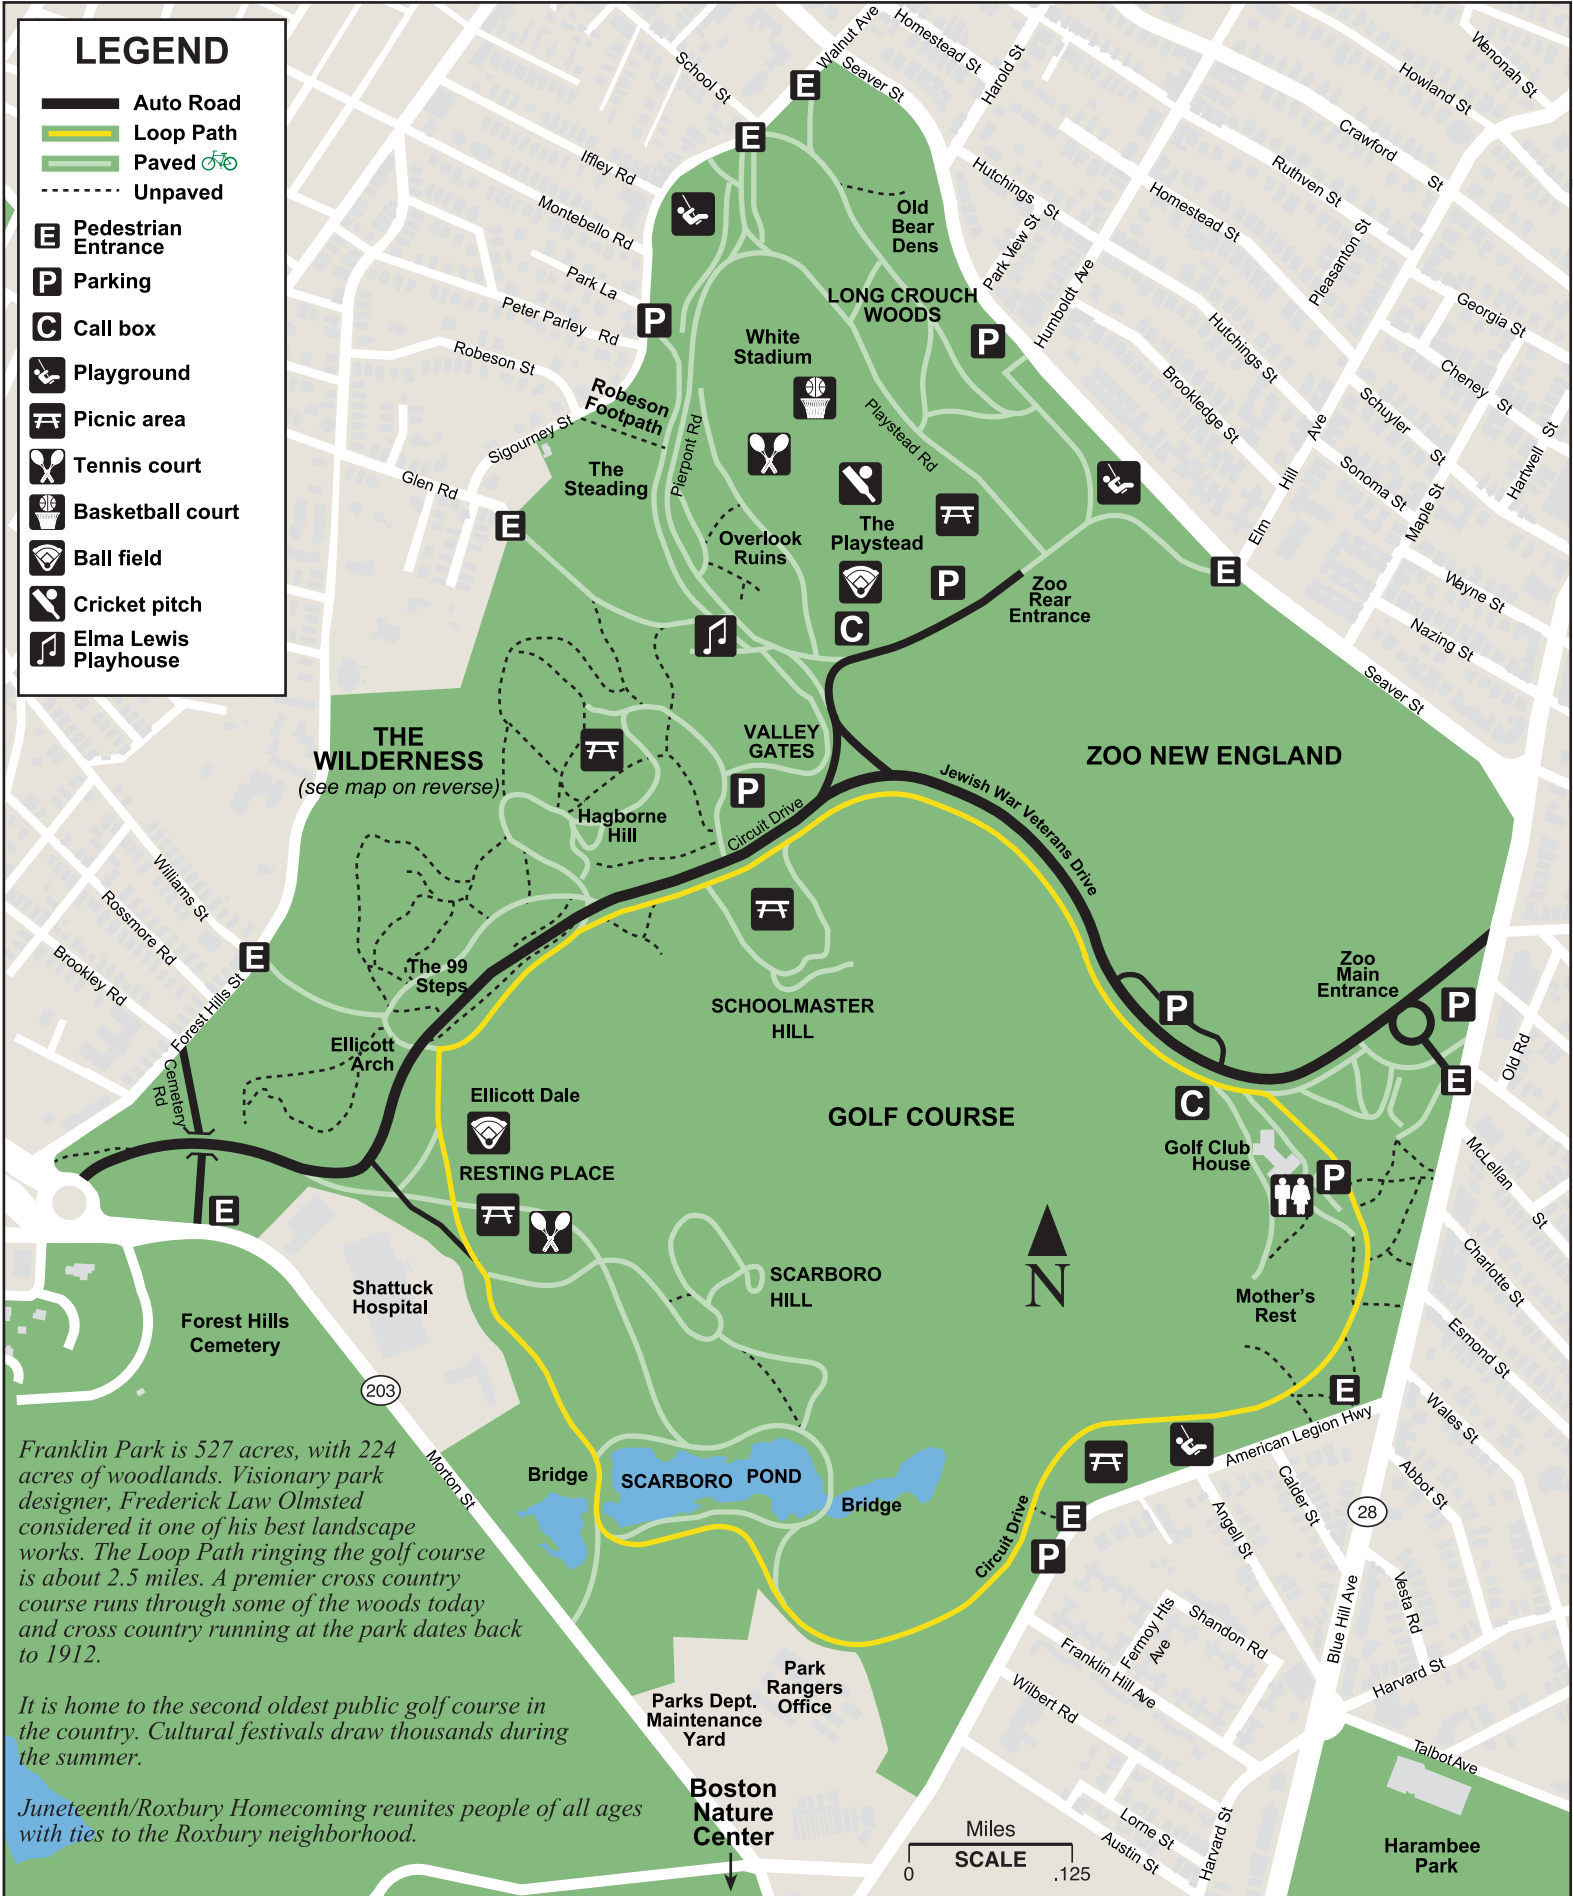 LEGEND
Auto Road
Loop Path
Paved
Unpaved
E
Pedestrian
Entrance
P
Parking
C
Call box
Playground
Picnic area
Tennis court
Basketball court
Ball field
Cricket pitch
Elma Lewis
Playhouse
Walnut Ave
Homestead St
Seaver St
Harold St
Wenonah St
Howland St
School St
E
E
Crawford
St
Iffley Rd
Ruthven St
Hutchings St
Homestead St
Montebello Rd
Old
Bear
Dens
Park View St
Pleasanton St
Humboldt Ave
Park La
Peter Parley Rd
P
LONG CROUCH
WOODS
P
Georgia St
Robeson St
White
Stadium
Hutchings St
Cheney St
Brookledge St
Schuyler
St
Robeson
Footpath
Sigourney St
Pierpont Rd
Playstead Rd
Elm Hill Ave
Sonoma St
Maple St
Hartwell St
Glen Rd
The
Steading
E
Overlook
Ruins
The
Playstead
P
E
C
Zoo
Rear
Entrance
Wayne St
Nazing St
Seaver St
THE
WILDERNESS
(see map on reverse)
VALLEY
GATES
ZOO NEW ENGLAND
P
Circuit Drive
Jewish War Veterans Drive
Hagborne
Hill
Williams St
Rossmore Rd
Brookley Rd
E
Forest Hills St
Cemetery
Rd
The 99
Steps
Ellicott
Arch
SCHOOLMASTER
HILL
Zoo
Main
Entrance
P
P
E
Old Rd
Ellicott Dale
GOLF COURSE
C
Golf Club
House
P
McLellan
St
RESTING PLACE
E
N
Charlotte St
Shattuck
Hospital
SCARBORO
HILL
Mother's
Rest
Esmond St
Forest Hills
Cemetery
203
E
Wales St
American Legion Hwy
Abbot St
Calder St
Angell St
28
Morton St
Bridge
SCARBORO POND
Bridge
Circuit Drive
E
P
Franklin Park is 527 acres, with 224
acres of woodlands. Visionary park
designer, Frederick Law Olmsted
considered it one of his best landscape
works. The Loop Path ringing the golf course
is about 2.5 miles. A premier cross country
course runs through some of the woods today
and cross country running at the park dates back
to 1912.
It is home to the second oldest public golf course in
the country. Cultural festivals draw thousands during
the summer.
Juneteenth/Roxbury Homecoming reunites people of all ages
with ties to the Roxbury neighborhood.
Blue Hill Ave
Vesta Rd
Fermoy Hts
Ave
Shandon Rd
Franklin Hill Ave
Harvard St
Wilbert Rd
Park
Rangers
Office
Parks Dept.
Maintenance
Yard
Talbot Ave
Boston
Nature
Center
Lorne St
Austin St
Harvard St
Miles
SCALE
0
.125
Harambee
Park